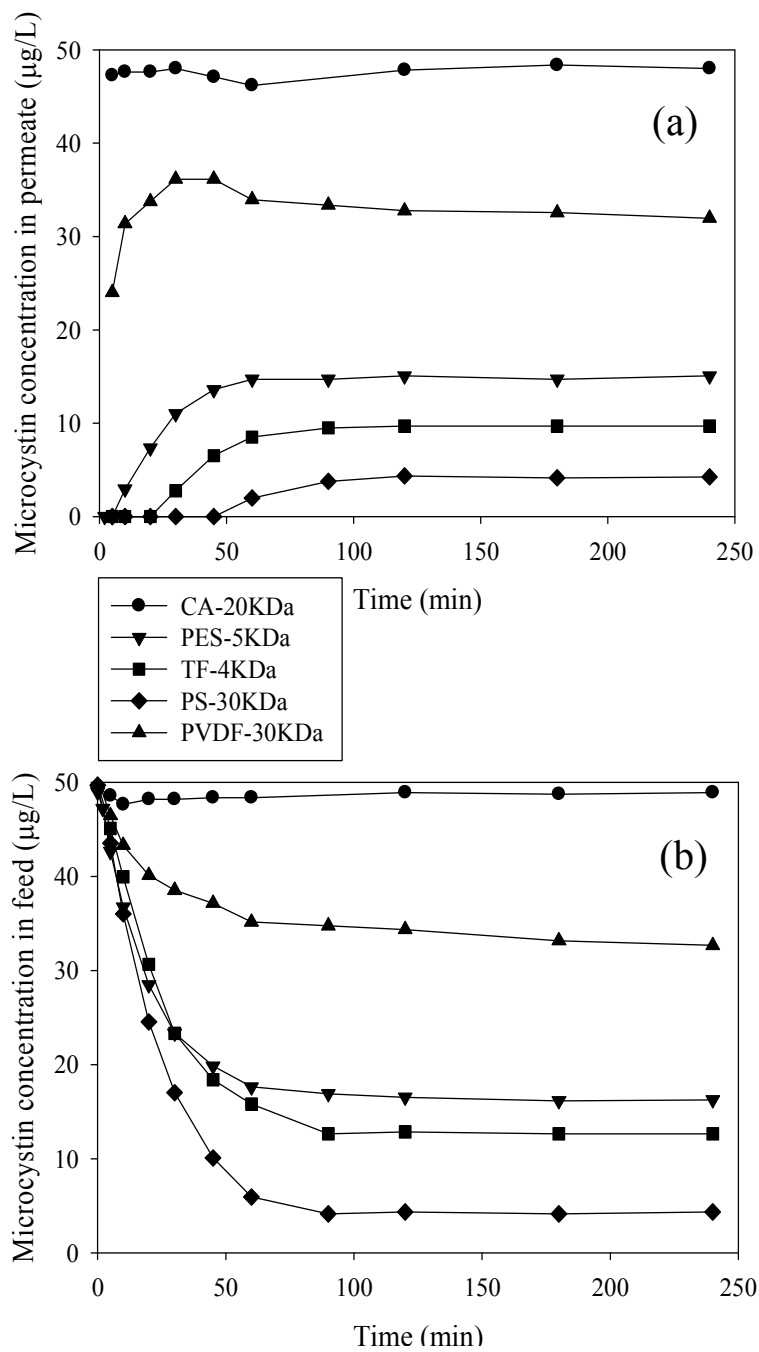 Microcystin concentration in permeate (µg/L)
50
40
30
20
10
0
(a)
0 50 100 150 200 250
Time (min)
CA-20KDa
PES-5KDa
TF-4KDa
PS-30KDa
PVDF-30KDa
Microcystin concentration in feed (µg/L)
50
40
30
20
10
0
(b)
0 50 100 150 200 250
Time (min)